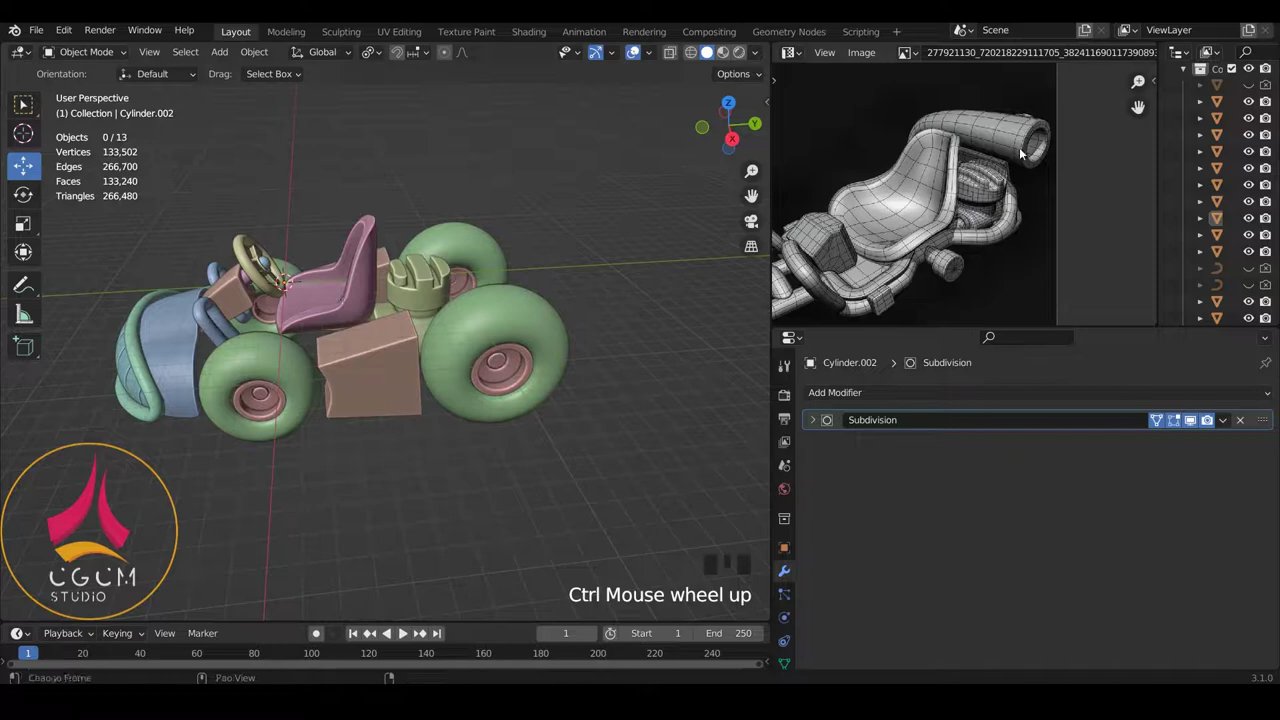 File Edit Render Window Help Layout Modeling Sculpting UV Editing Texture Paint Shading Animation Rendering Compositing Geometry Nodes Scripting Scene ViewLayer
Object Mode View Select Add Object Global View Image 277921130_720218229111705_382411690117390893
Orientation: Default Drag: Select Box Options Co
User Perspective
(1) Collection | Cylinder.002
Objects 0 / 13
Vertices 133,502
Edges 266,700
Faces 133,240
Triangles 266,480
Z
Y
X
Cylinder.002 Subdivision
Add Modifier
Subdivision
CGCM
STUDIO
Ctrl Mouse wheel up
Playback Keying View Marker 1 Start 1 End 250
1 20 40 60 80 100 120 140 160 180 200 220 240
Pan View 3.1.0